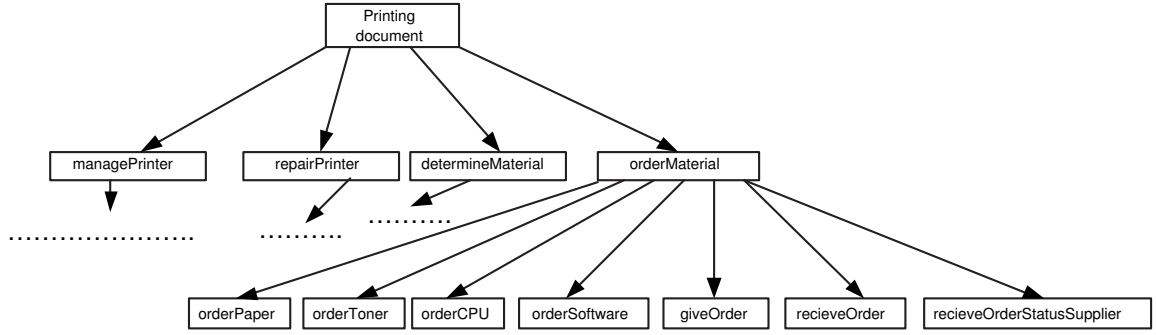 Printing
document
managePrinter
repairPrinter
determineMaterial
orderMaterial
orderPaper
orderToner
orderCPU
orderSoftware
giveOrder
recieveOrder
recieveOrderStatusSupplier